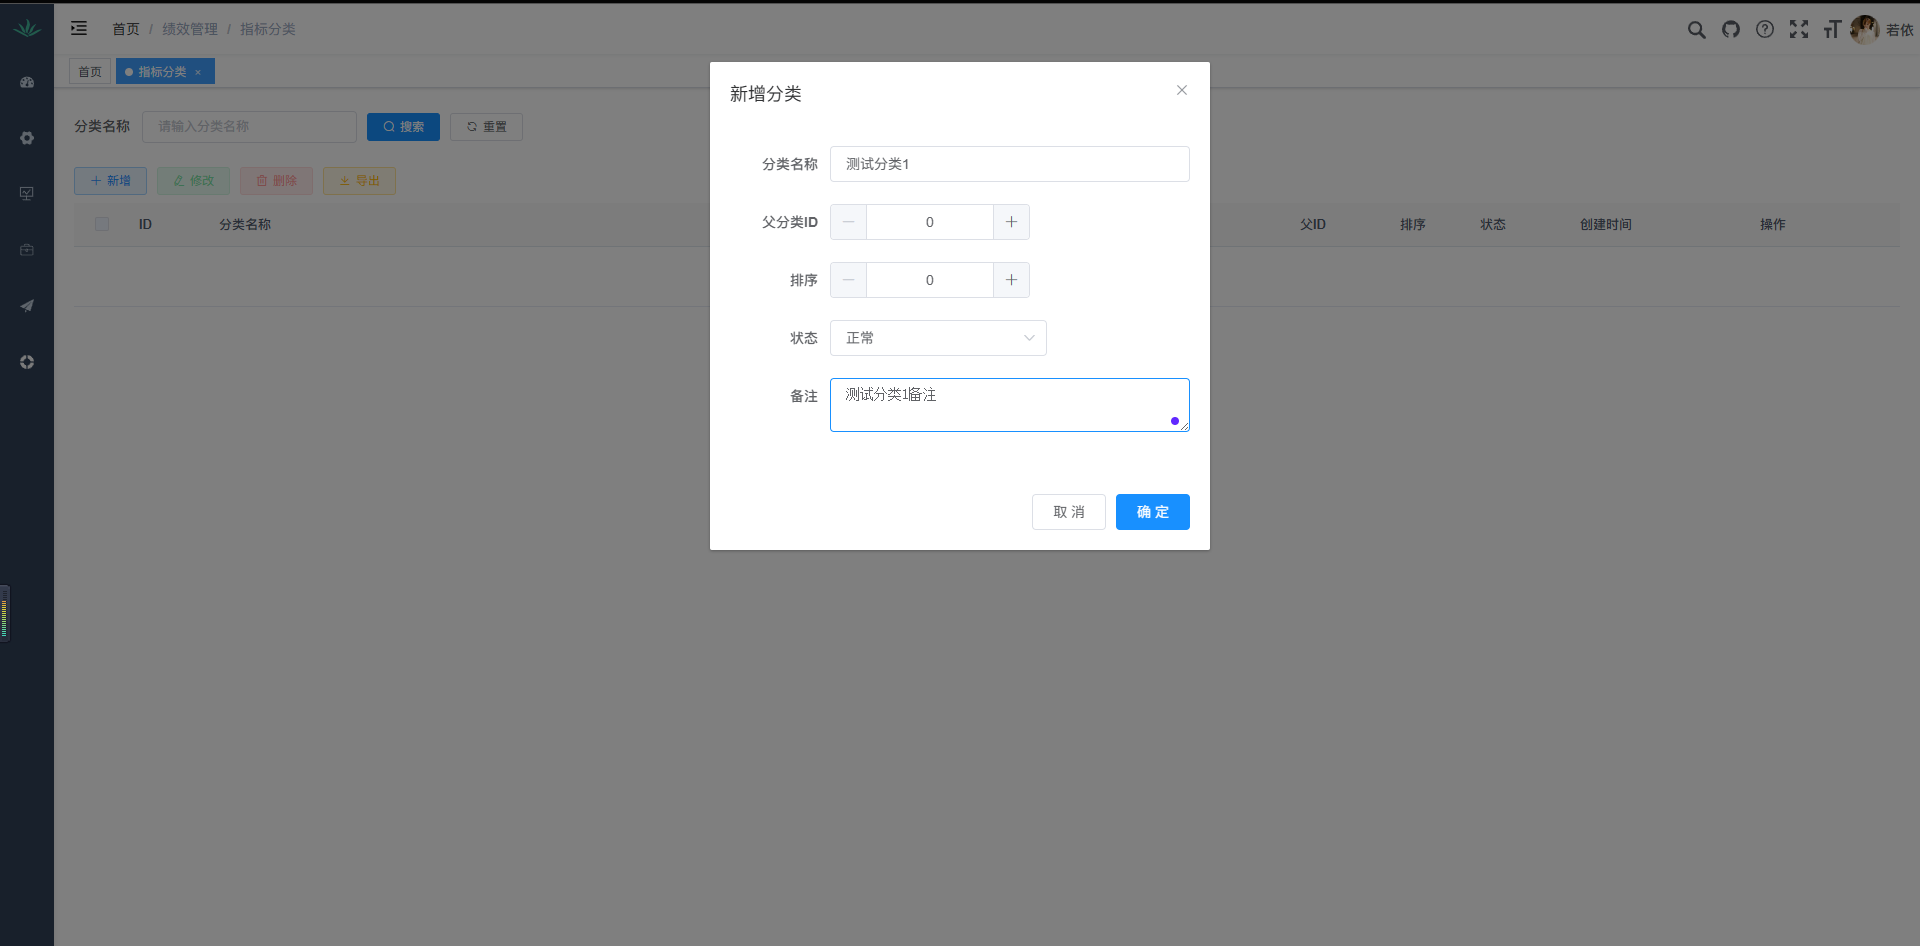 首页 / 绩效管理 / 指标分类
若依
首页
指标分类 ×
分类名称 请输入分类名称 搜索 重置
新增 修改 删除 导出
ID 分类名称 父ID 排序 状态 创建时间 操作
新增分类
分类名称 测试分类1
父分类ID 0
排序 0
状态 正常
备注 测试分类1备注
取 消 确 定